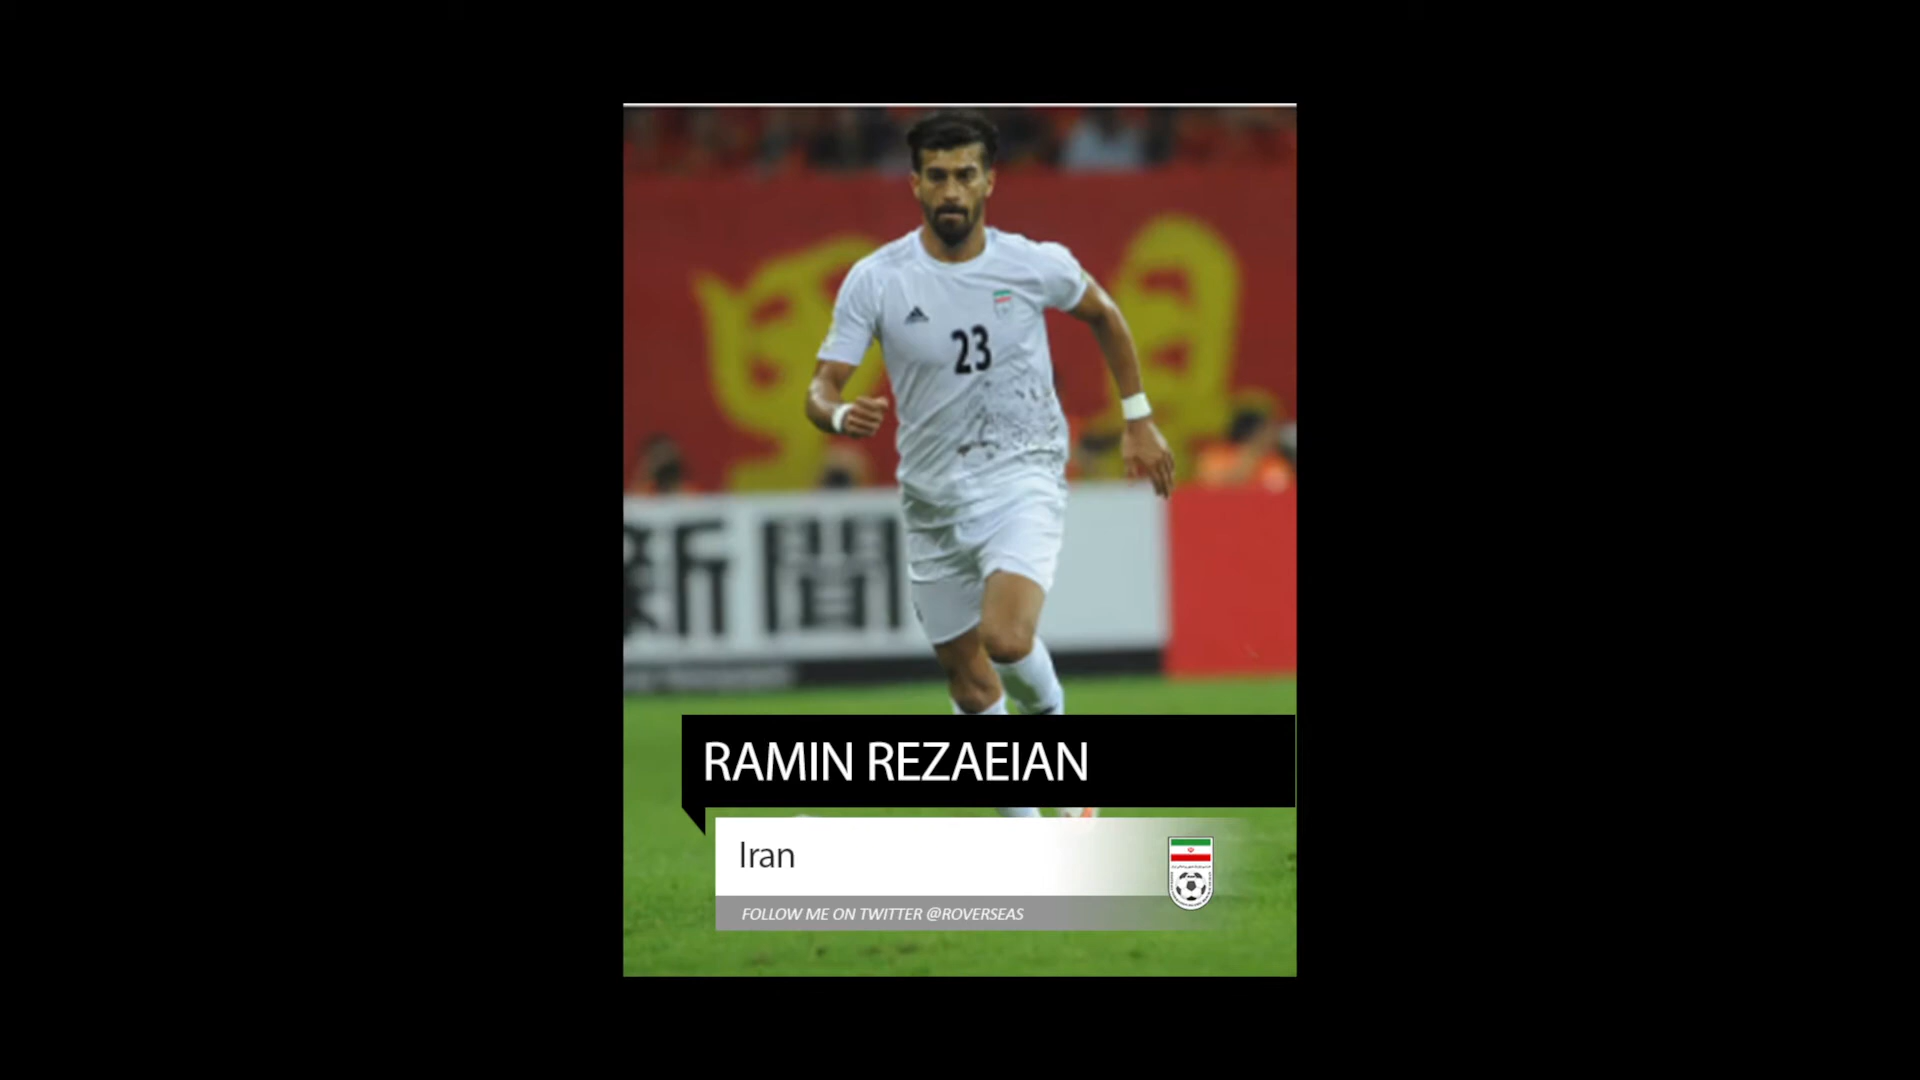 23
新聞
RAMIN REZAEIAN
Iran
FOLLOW ME ON TWITTER @ROVERSEAS